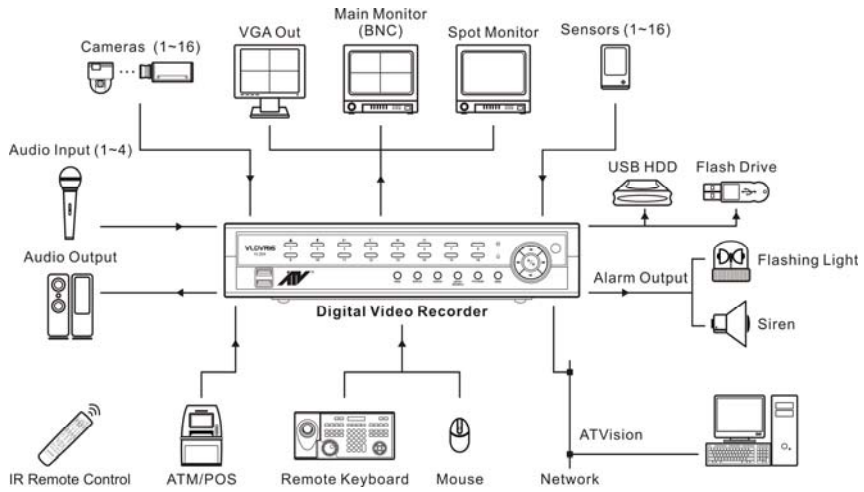 Cameras (1~16)
VGA Out
Main Monitor
(BNC)
Spot Monitor
Sensors (1~16)
Audio Input (1~4)
USB HDD
Flash Drive
Audio Output
ATV
Alarm Output
Flashing Light
Siren
Digital Video Recorder
ATVision
IR Remote Control
ATM/POS
Remote Keyboard
Mouse
Network